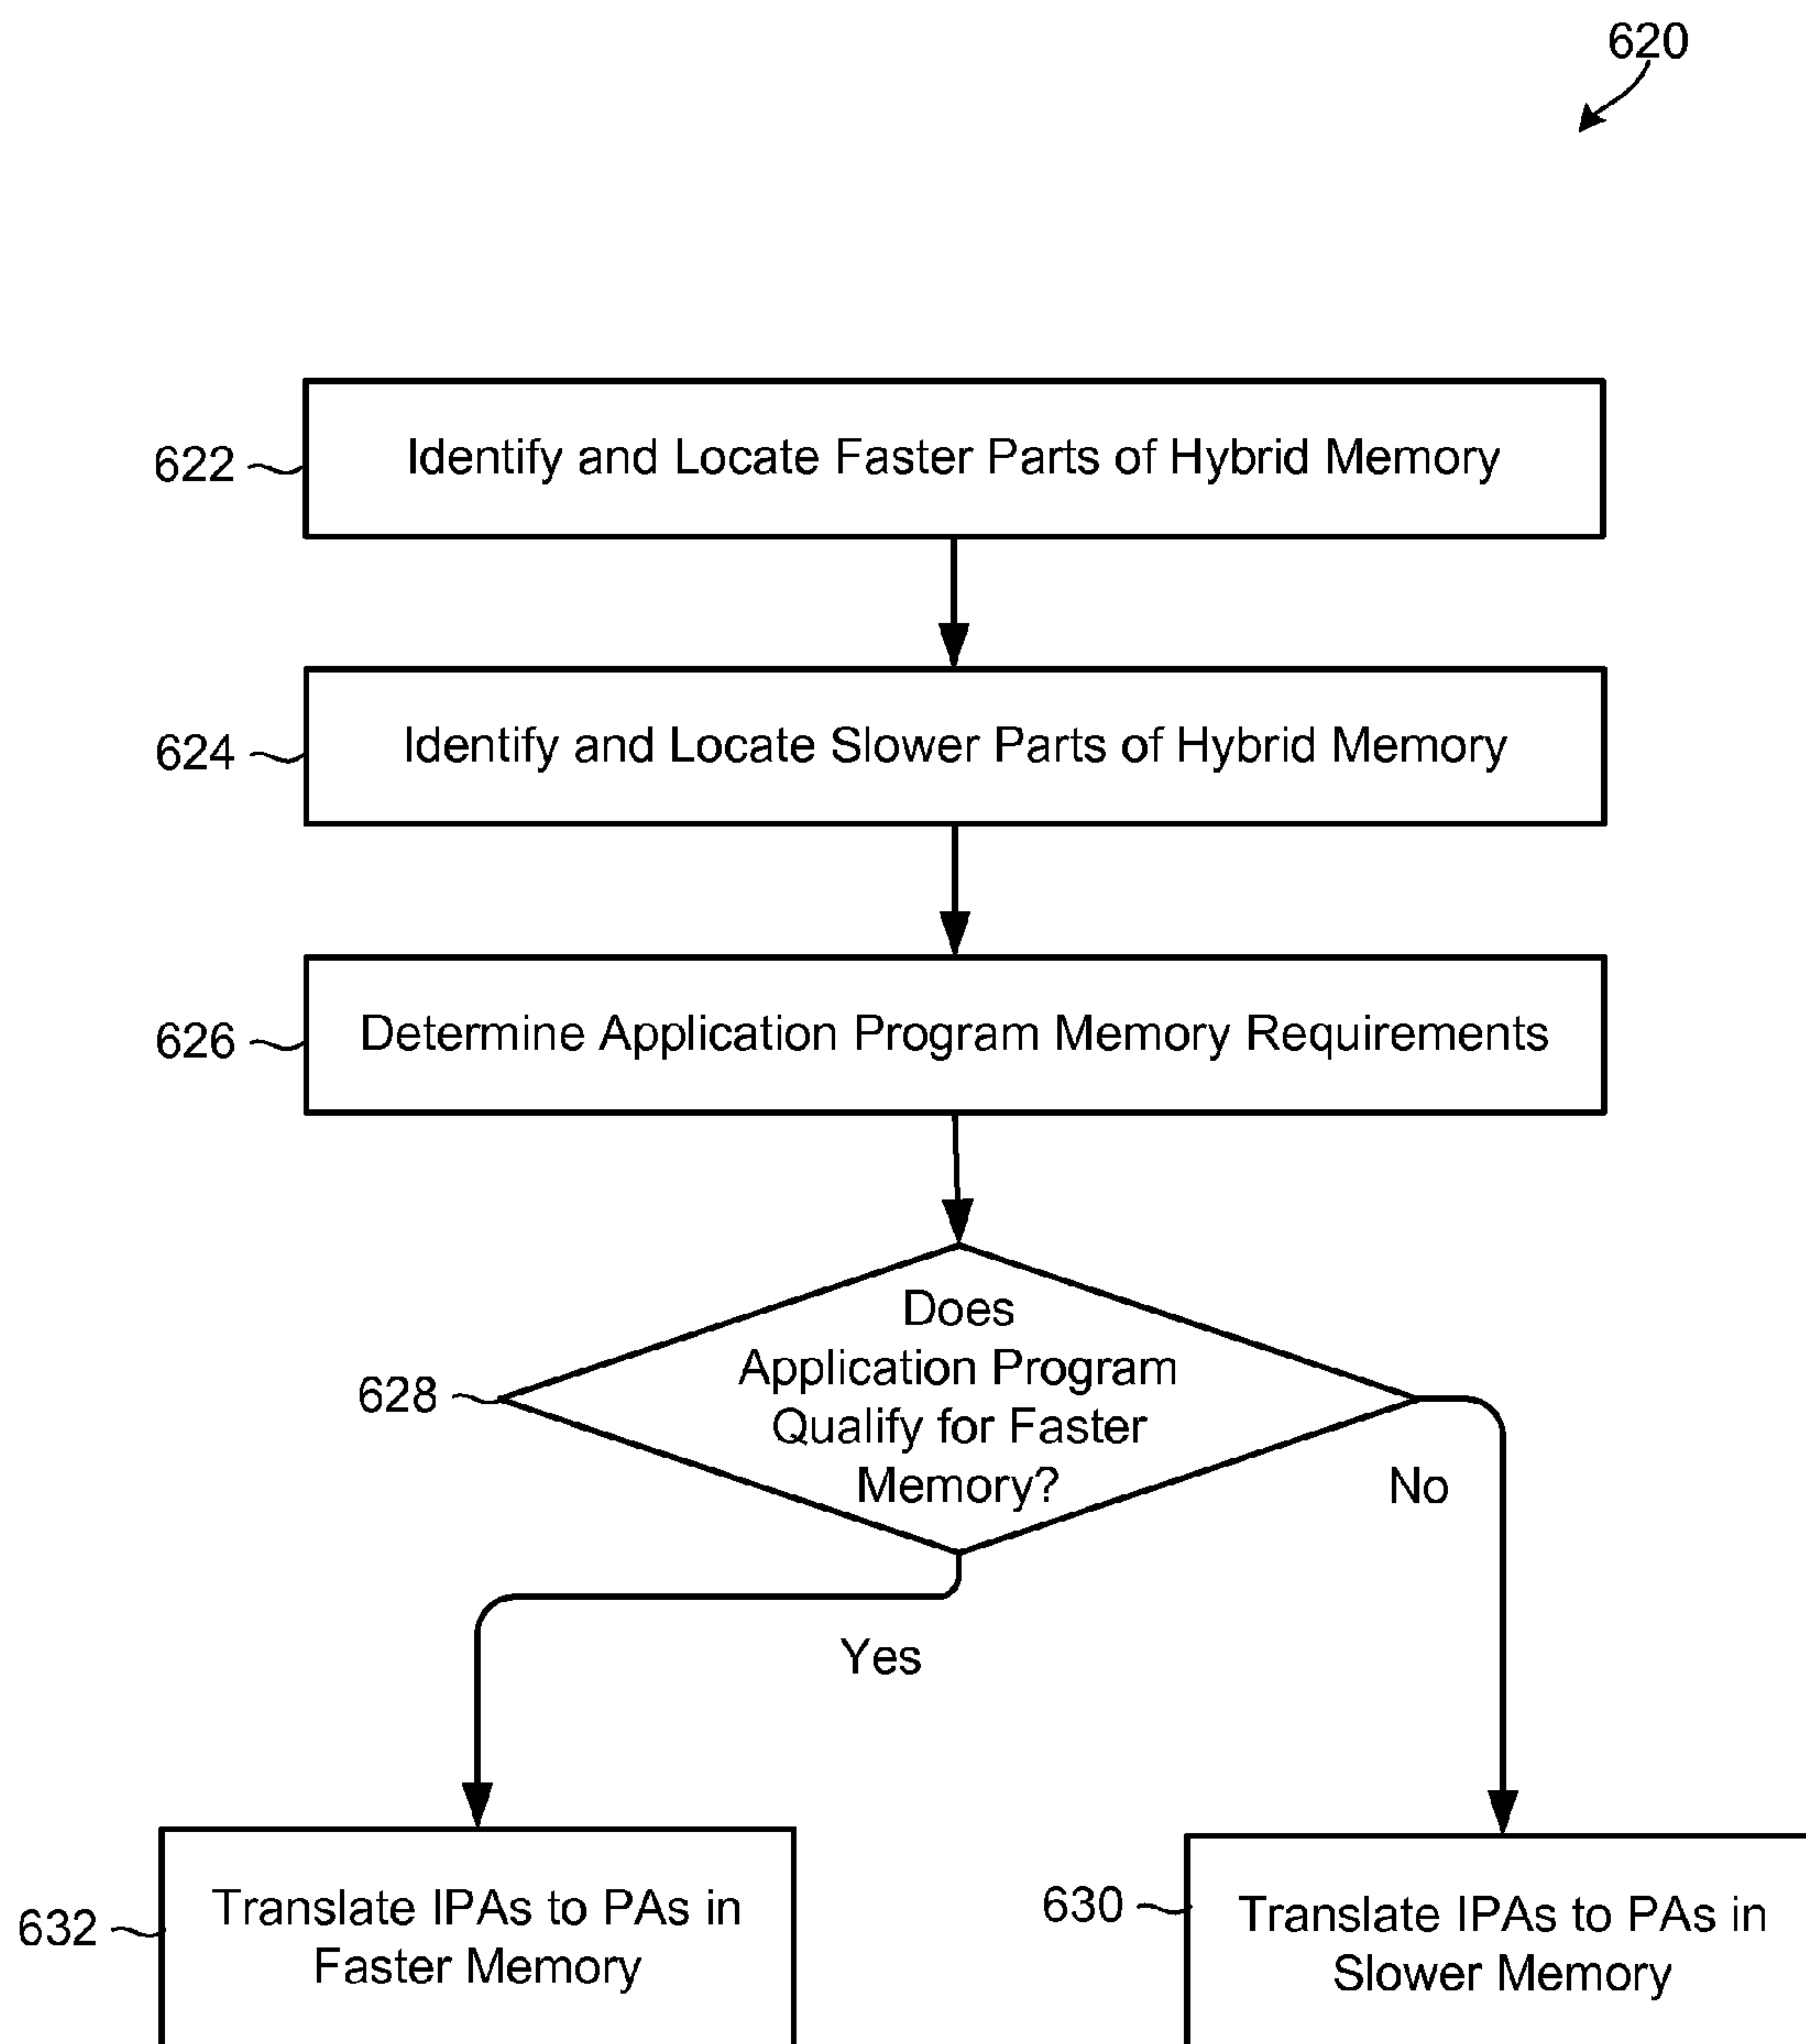 620
622
Identify and Locate Faster Parts of Hybrid Memory
624
Identify and Locate Slower Parts of Hybrid Memory
626
Determine Application Program Memory Requirements
628
Does
Application Program
Qualify for Faster
Memory?
No
Yes
632
Translate IPAs to PAs in
Faster Memory
630
Translate IPAs to PAs in
Slower Memory